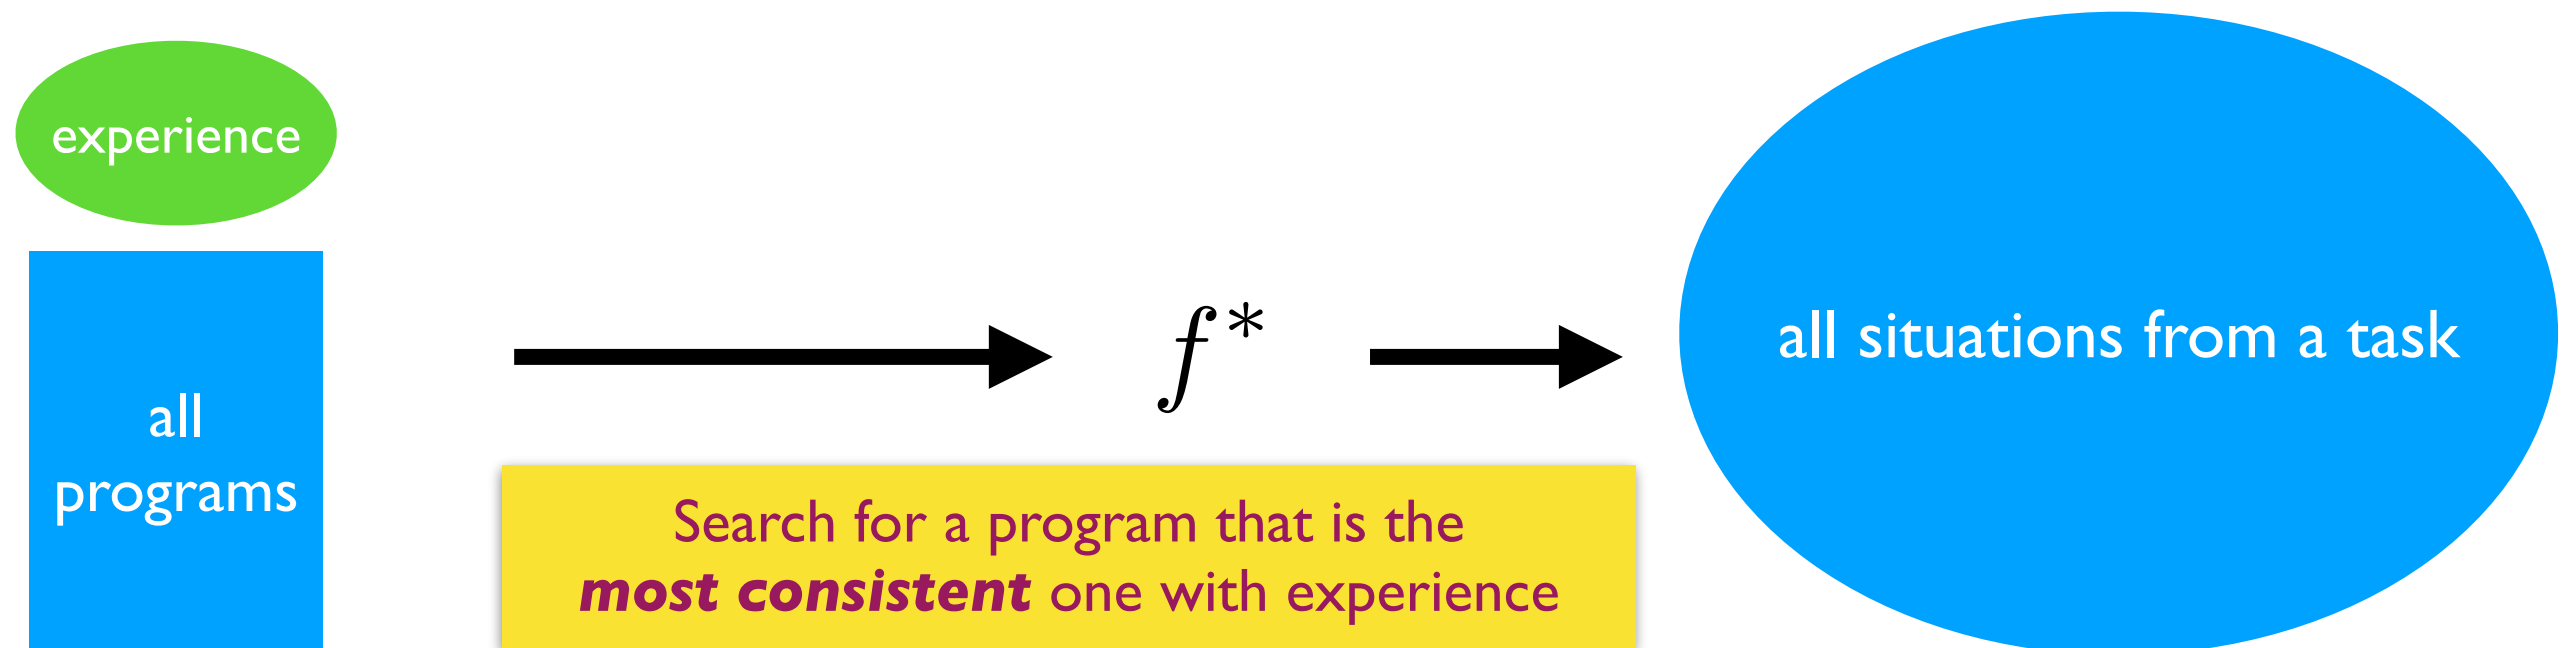 experience
all
programs
f*
all situations from a task
Search for a program that is the
most consistent one with experience